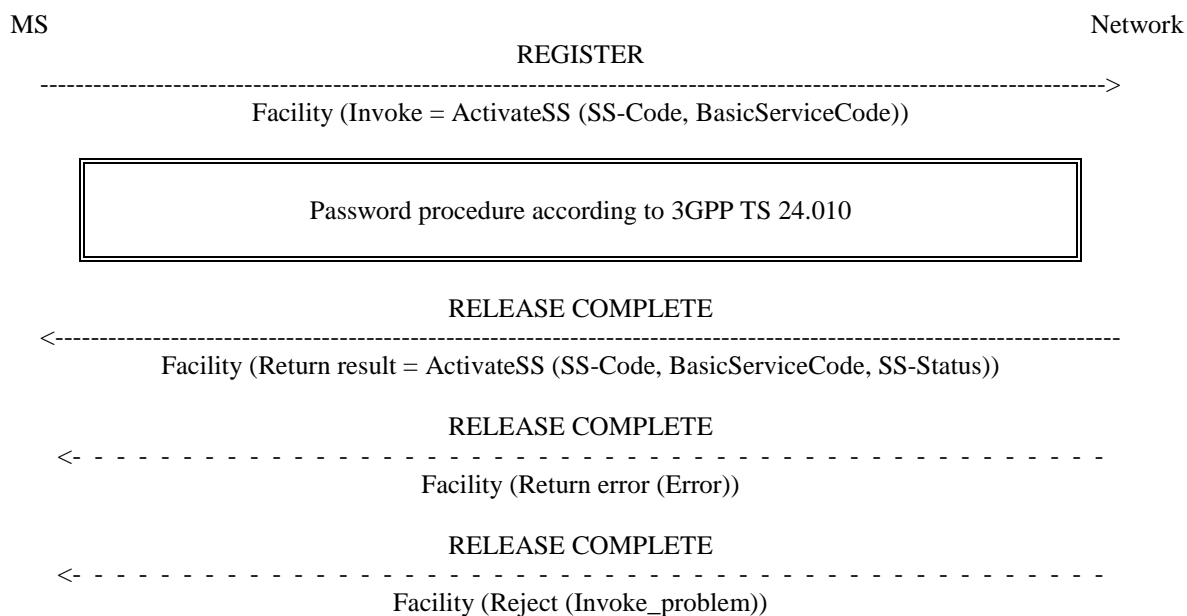 MS Network
REGISTER
Facility (Invoke = ActivateSS (SS-Code, BasicServiceCode))
Password procedure according to 3GPP TS 24.010
RELEASE COMPLETE
Facility (Return result = ActivateSS (SS-Code, BasicServiceCode, SS-Status))
RELEASE COMPLETE
Facility (Return error (Error))
RELEASE COMPLETE
Facility (Reject (Invoke_problem))